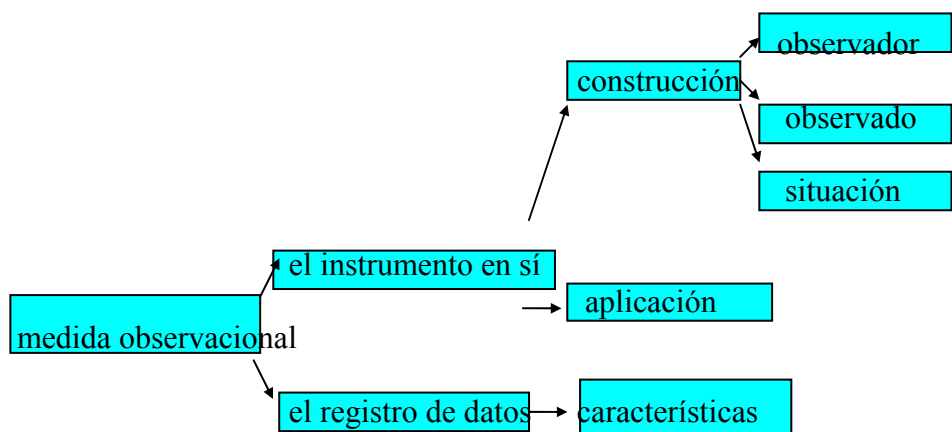 observador
construcción
observado
situación
el instrumento en sí
aplicación
medida observacional
el registro de datos
características